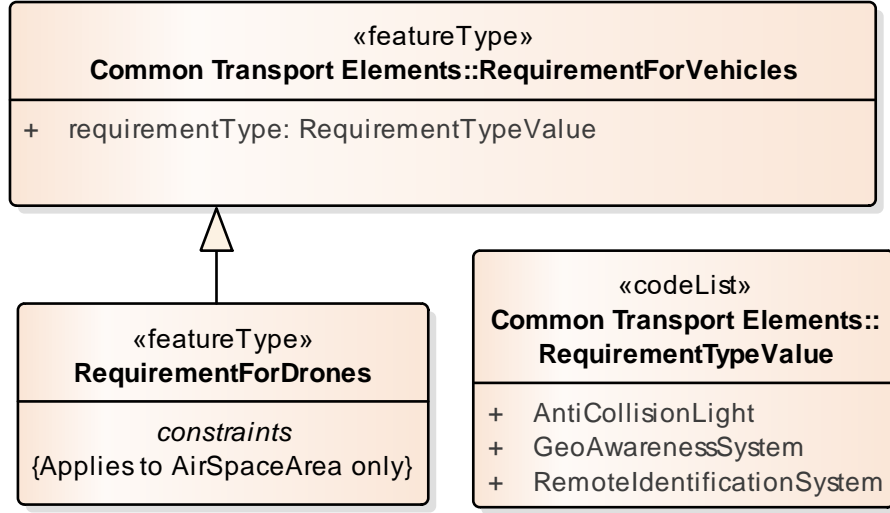 «featureType»
Common Transport Elements::RequirementForVehicles
+ requirementType: RequirementTypeValue
«featureType»
RequirementForDrones
constraints
{Applies to AirSpaceArea only}
«codeList»
Common Transport Elements::
RequirementTypeValue
+ AntiCollisionLight
+ GeoAwarenessSystem
+ RemoteIdentificationSystem